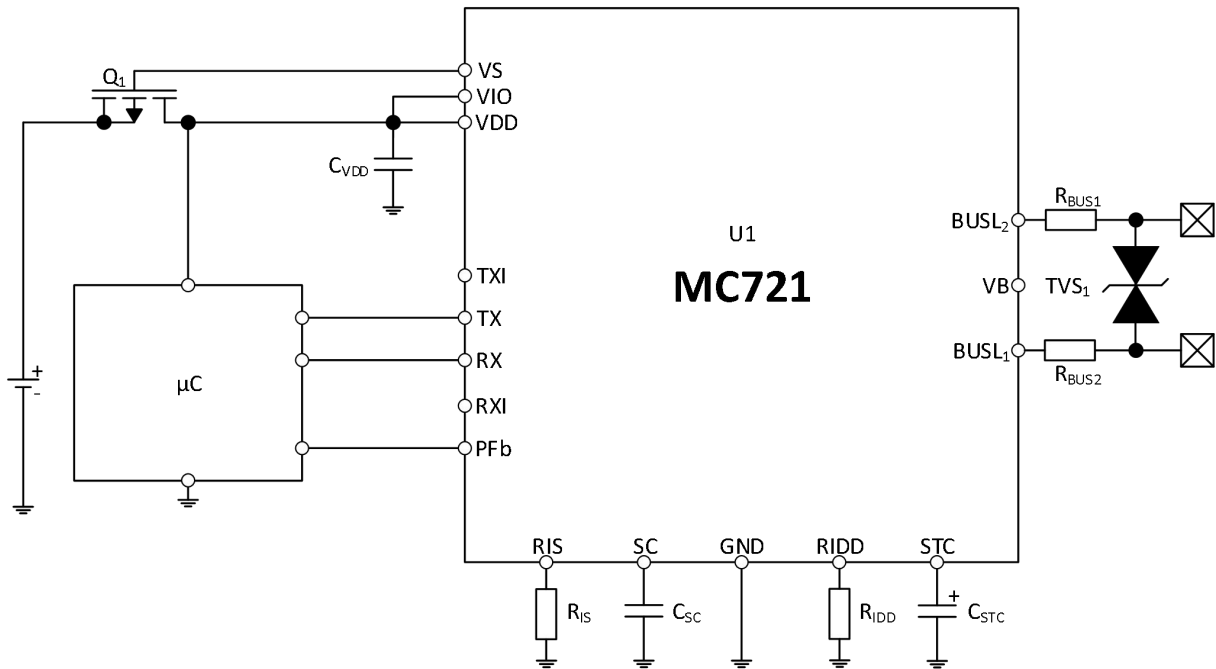 Q1
VS
VIO
VDD
CVDD
U1
MC721
BUSL2
RBUS1
VB
TVS1
BUSL1
RBUS2
TXI
TX
RX
RXI
PFb
µC
+
-
RIS
SC
GND
RIDD
STC
RIS
CSC
RIDD
+
CSTC